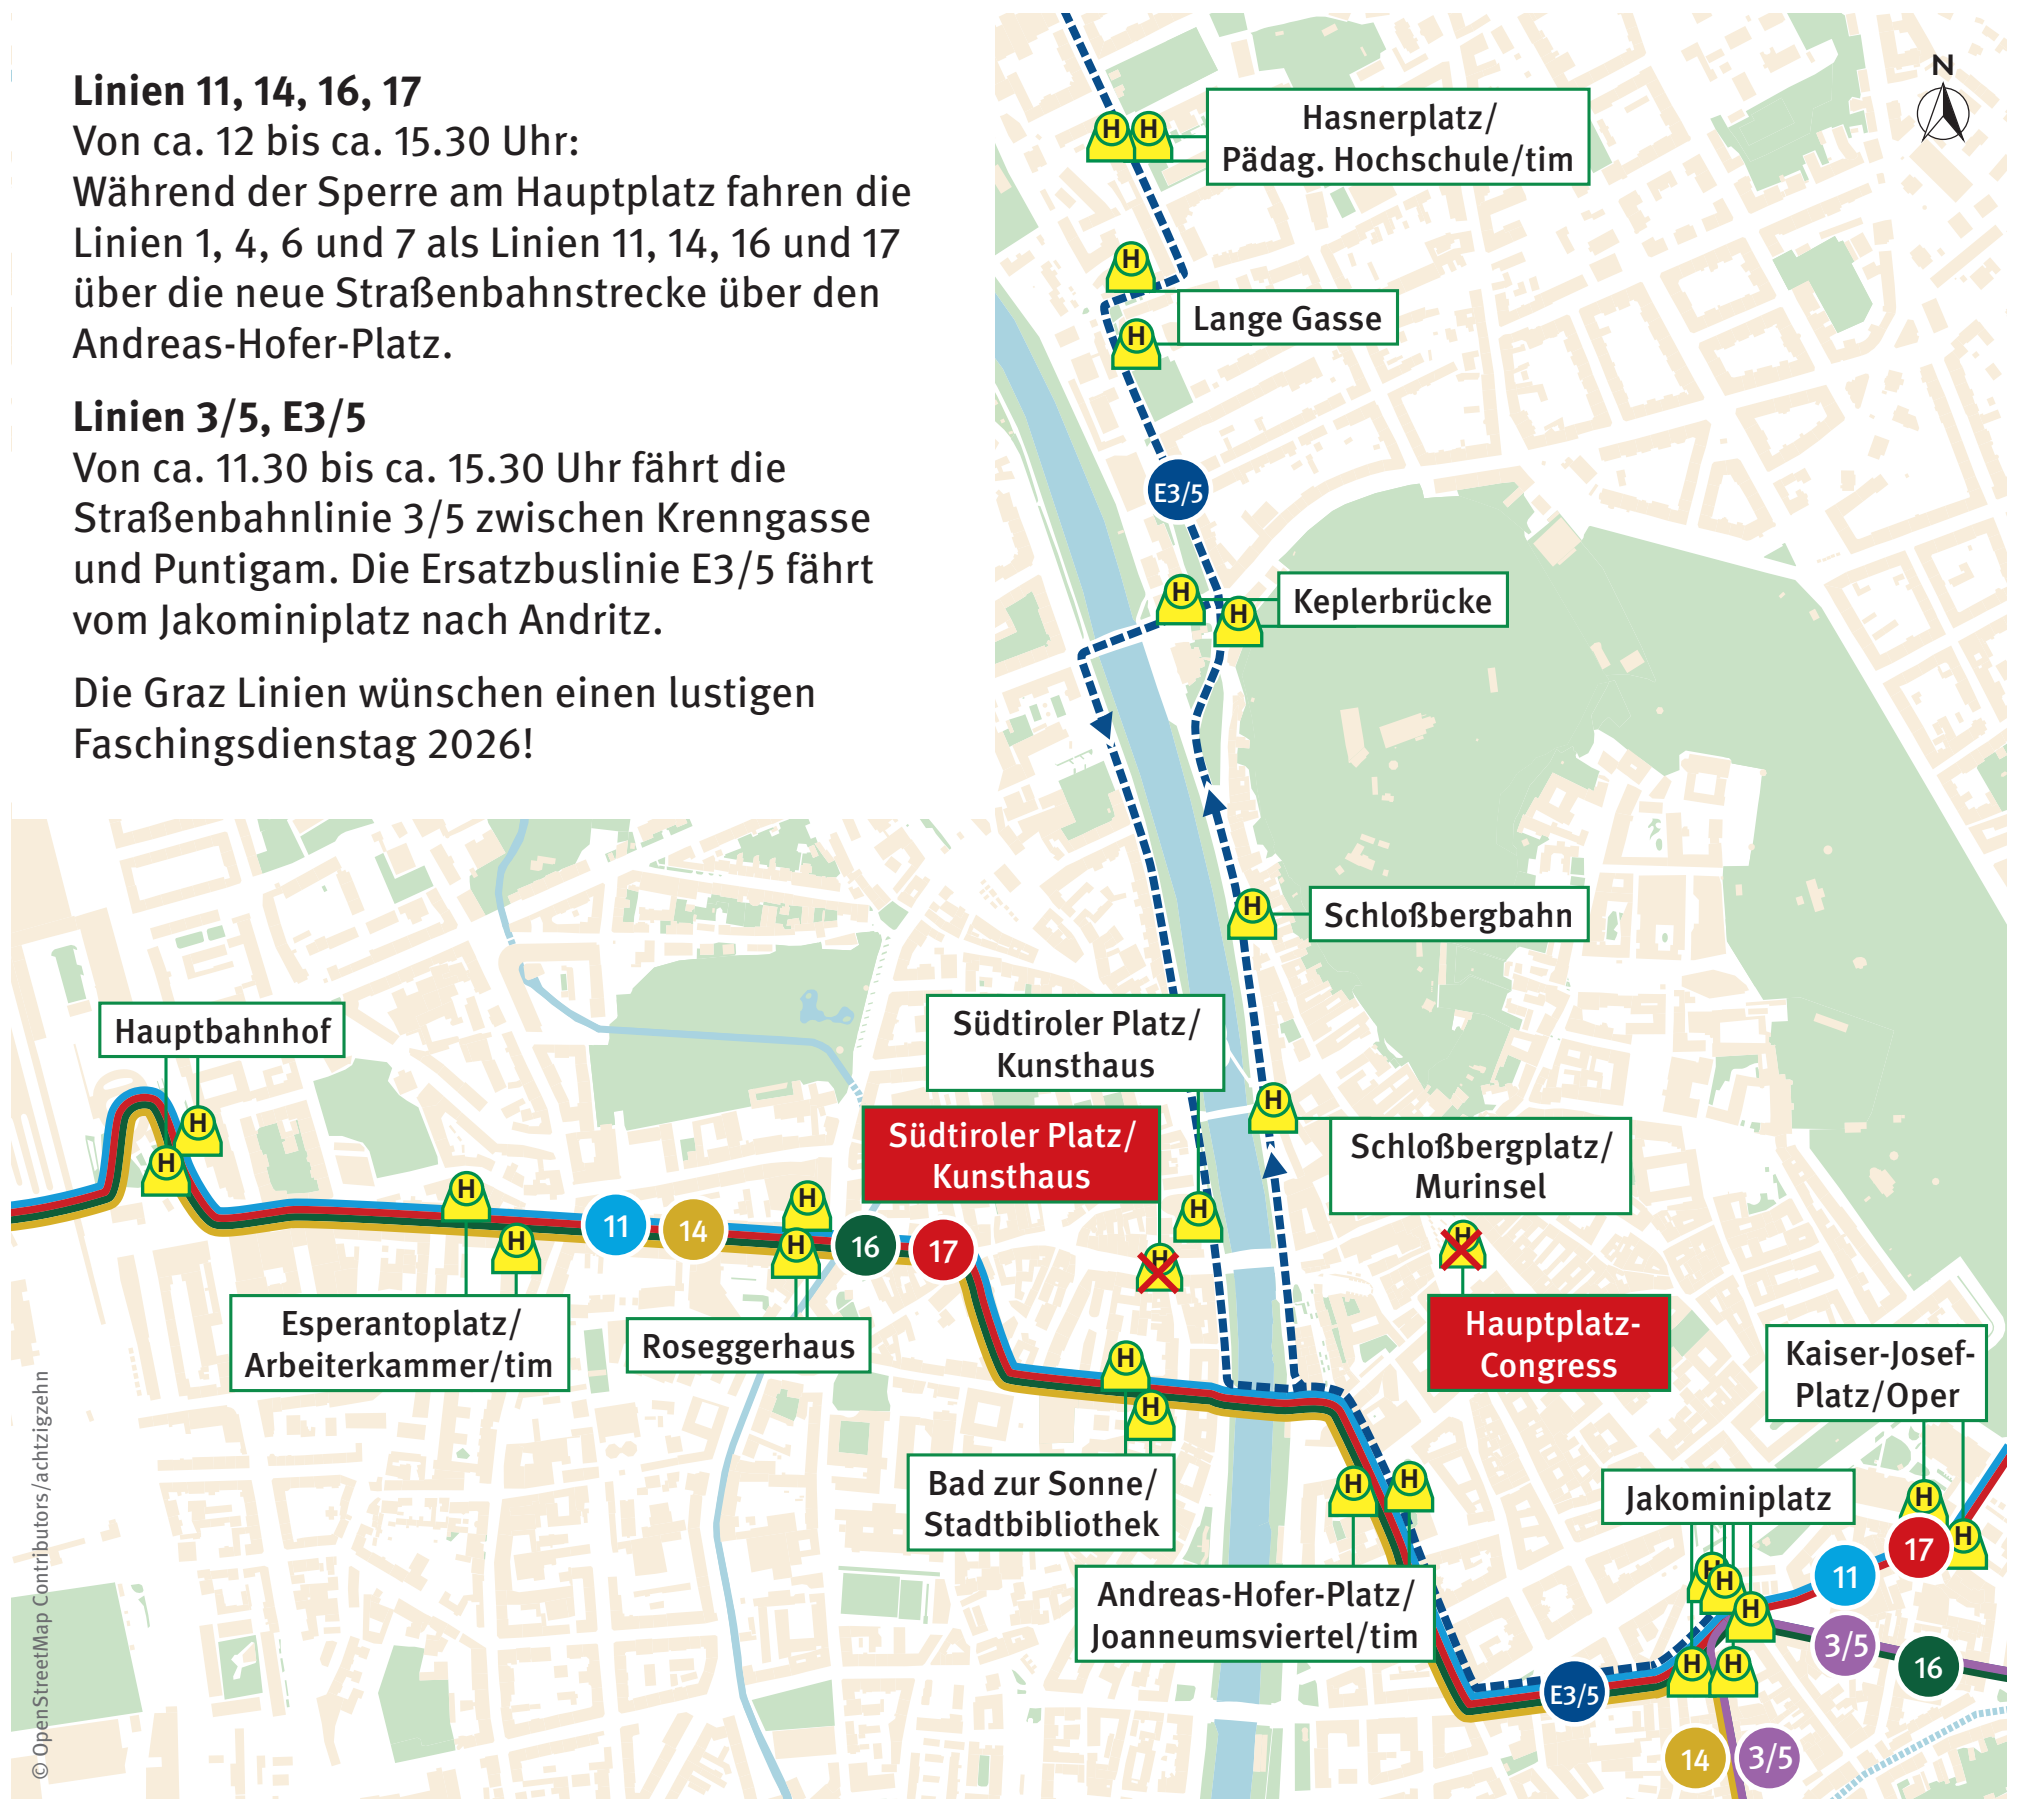 Linien 11, 14, 16, 17
Von ca. 12 bis ca. 15.30 Uhr:
Während der Sperre am Hauptplatz fahren die
Linien 1, 4, 6 und 7 als Linien 11, 14, 16 und 17
über die neue Straßenbahnstrecke über den
Andreas-Hofer-Platz.
Linien 3/5, E3/5
Von ca. 11.30 bis ca. 15.30 Uhr fährt die
Straßenbahnlinie 3/5 zwischen Krenngasse
und Puntigam. Die Ersatzbuslinie E3/5 fährt
vom Jakominiplatz nach Andritz.
Die Graz Linien wünschen einen lustigen
Faschingsdienstag 2026!
N
H H
Hasnerplatz/
Pädag. Hochschule/tim
H
Lange Gasse
H
E3/5
H
Keplerbrücke
H
H
Schloßbergbahn
Südtiroler Platz/
Kunsthaus
Hauptbahnhof
H
H
H
Schloßbergplatz/
Murinsel
Südtiroler Platz/
Kunsthaus
H
H
H
H
H
H
H
H
11
14
16
17
Esperantoplatz/
Arbeiterkammer/tim
Roseggerhaus
Hauptplatz-
Congress
Kaiser-Josef-
Platz/Oper
H
H
Bad zur Sonne/
Stadtbibliothek
H
H
Andreas-Hofer-Platz/
Joanneumsviertel/tim
Jakominiplatz
H
H
17
11
H
H
H
H
H
3/5
16
E3/5
14
3/5
© OpenStreetMap Contributors/achtzigzehn